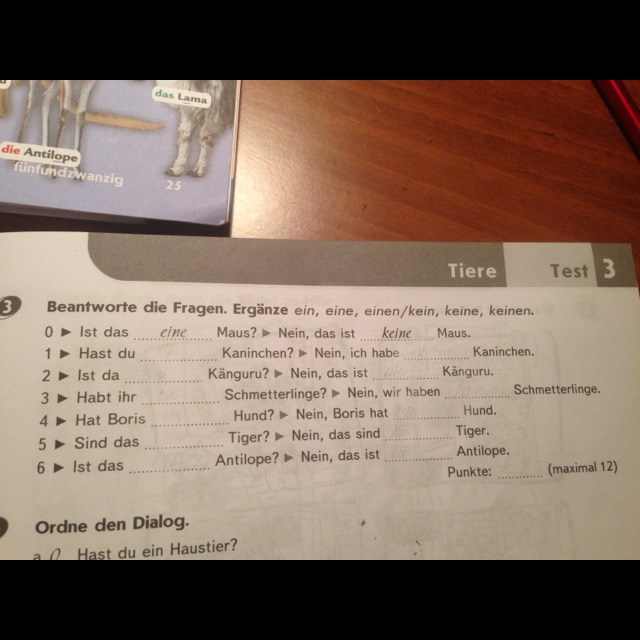 das Lama
die Antilope
fünfundzwanzig 25
Tiere Test 3
3 Beantworte die Fragen. Ergänze ein, eine, einen/kein, keine, keinen.
0 ► Ist das eine Maus? ► Nein, das ist keine Maus.
1 ► Hast du ............ Kaninchen? ► Nein, ich habe ............ Kaninchen.
2 ► Ist da ............ Känguru? ► Nein, das ist ............ Känguru.
3 ► Habt ihr ............ Schmetterlinge? ► Nein, wir haben ............ Schmetterlinge.
4 ► Hat Boris ............ Hund? ► Nein, Boris hat ............ Hund.
5 ► Sind das ............ Tiger? ► Nein, das sind ............ Tiger.
6 ► Ist das ............ Antilope? ► Nein, das ist ............ Antilope.
Punkte: ............ (maximal 12)
Ordne den Dialog.
a 0 Hast du ein Haustier?